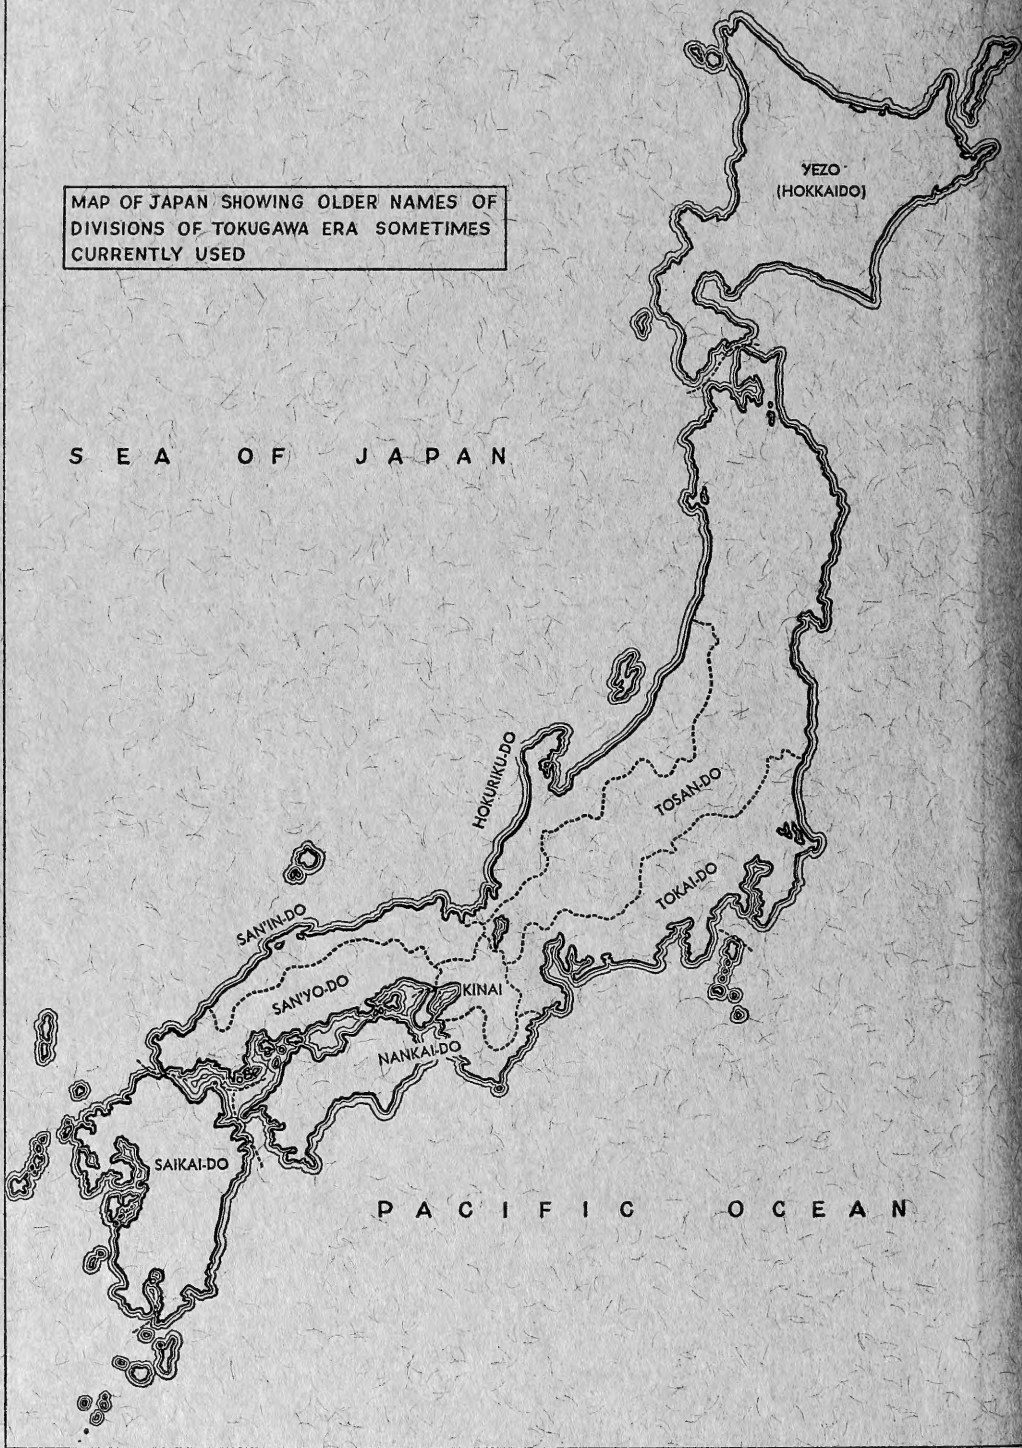 YEZO
(HOKKAIDO)
MAP OF JAPAN SHOWING OLDER NAMES OF
DIVISIONS OF TOKUGAWA ERA SOMETIMES
CURRENTLY USED
SEA OF JAPAN
HOKURIKU-DO
TOSAN-DO
TOKAI-DO
SAN'IN-DO
SAN'YO-DO
KINAI
NANKAI-DO
SAIKAI-DO
PACIFIC OCEAN